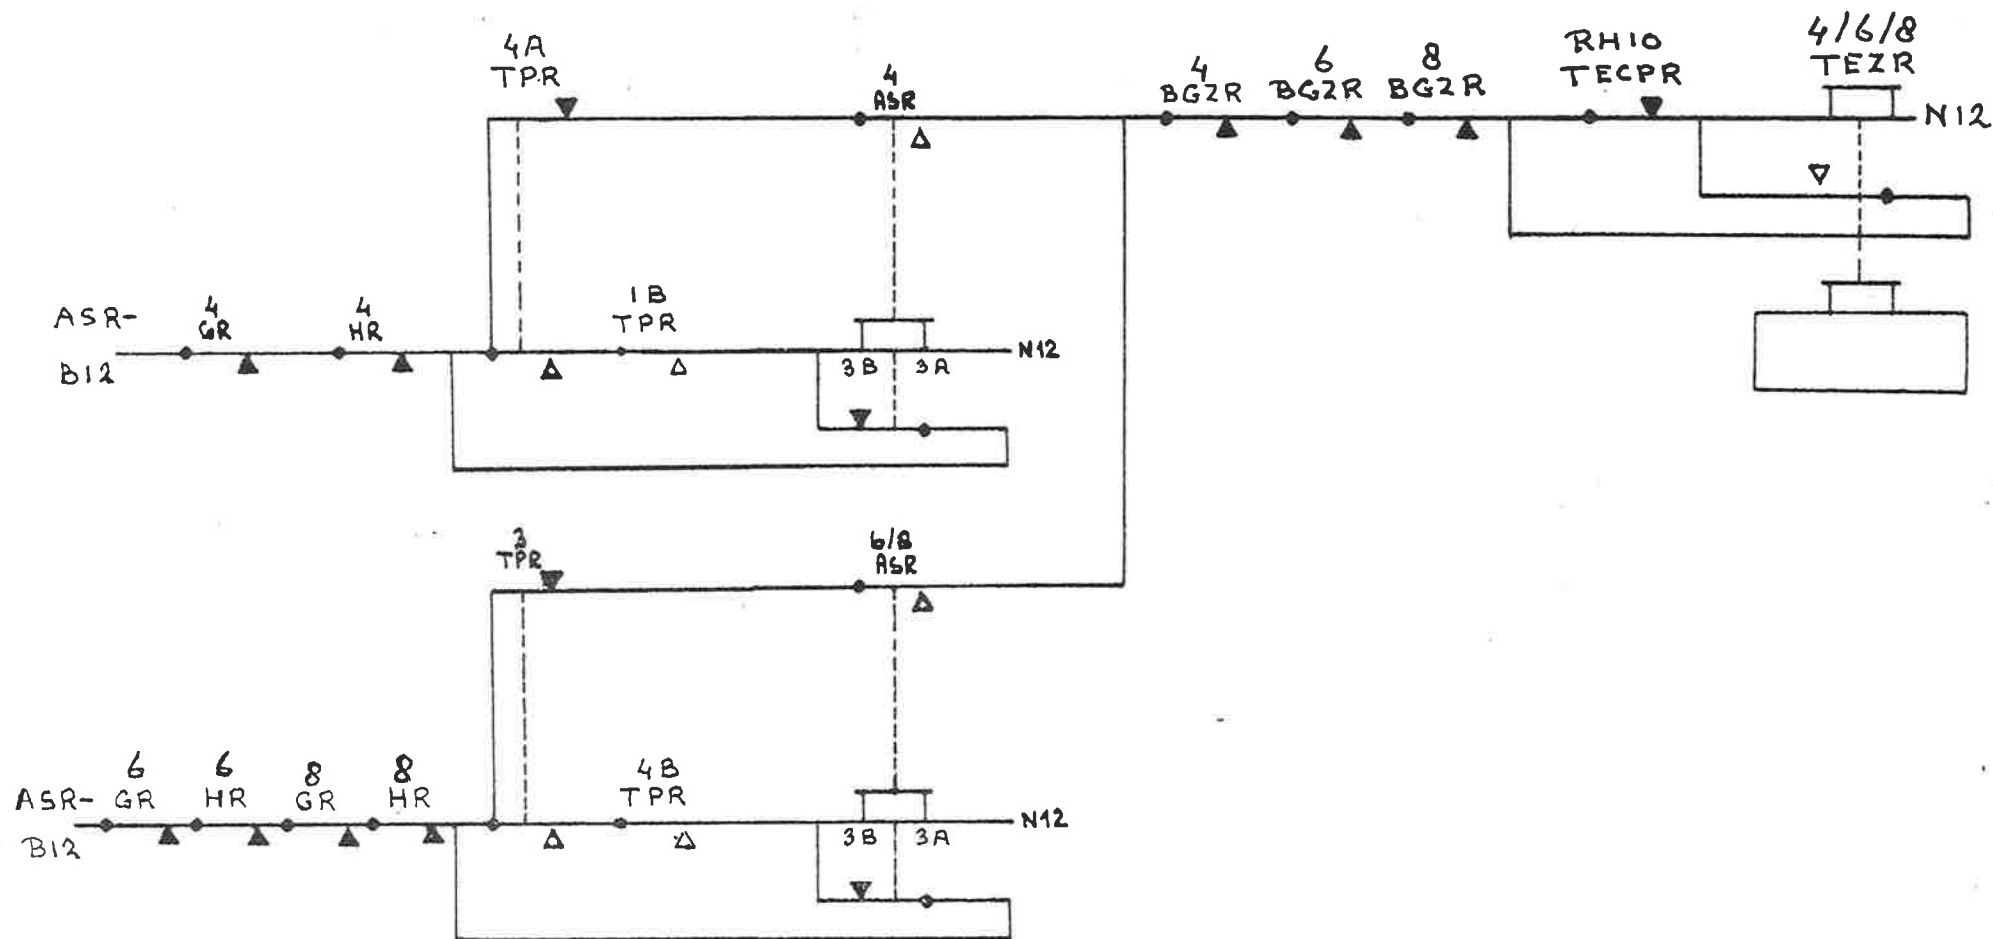 4A
TPR
4
ASR
4
BGZR
6
BGZR
8
BGZR
RH10
TECPR
4/6/8
TEZR
N12
ASR-
B12
4
GR
4
HR
1B
TPR
3B
3A
N12
3
TPR
6/8
ASR
ASR-
B12
6
GR
6
HR
8
GR
8
HR
4B
TPR
3B
3A
N12